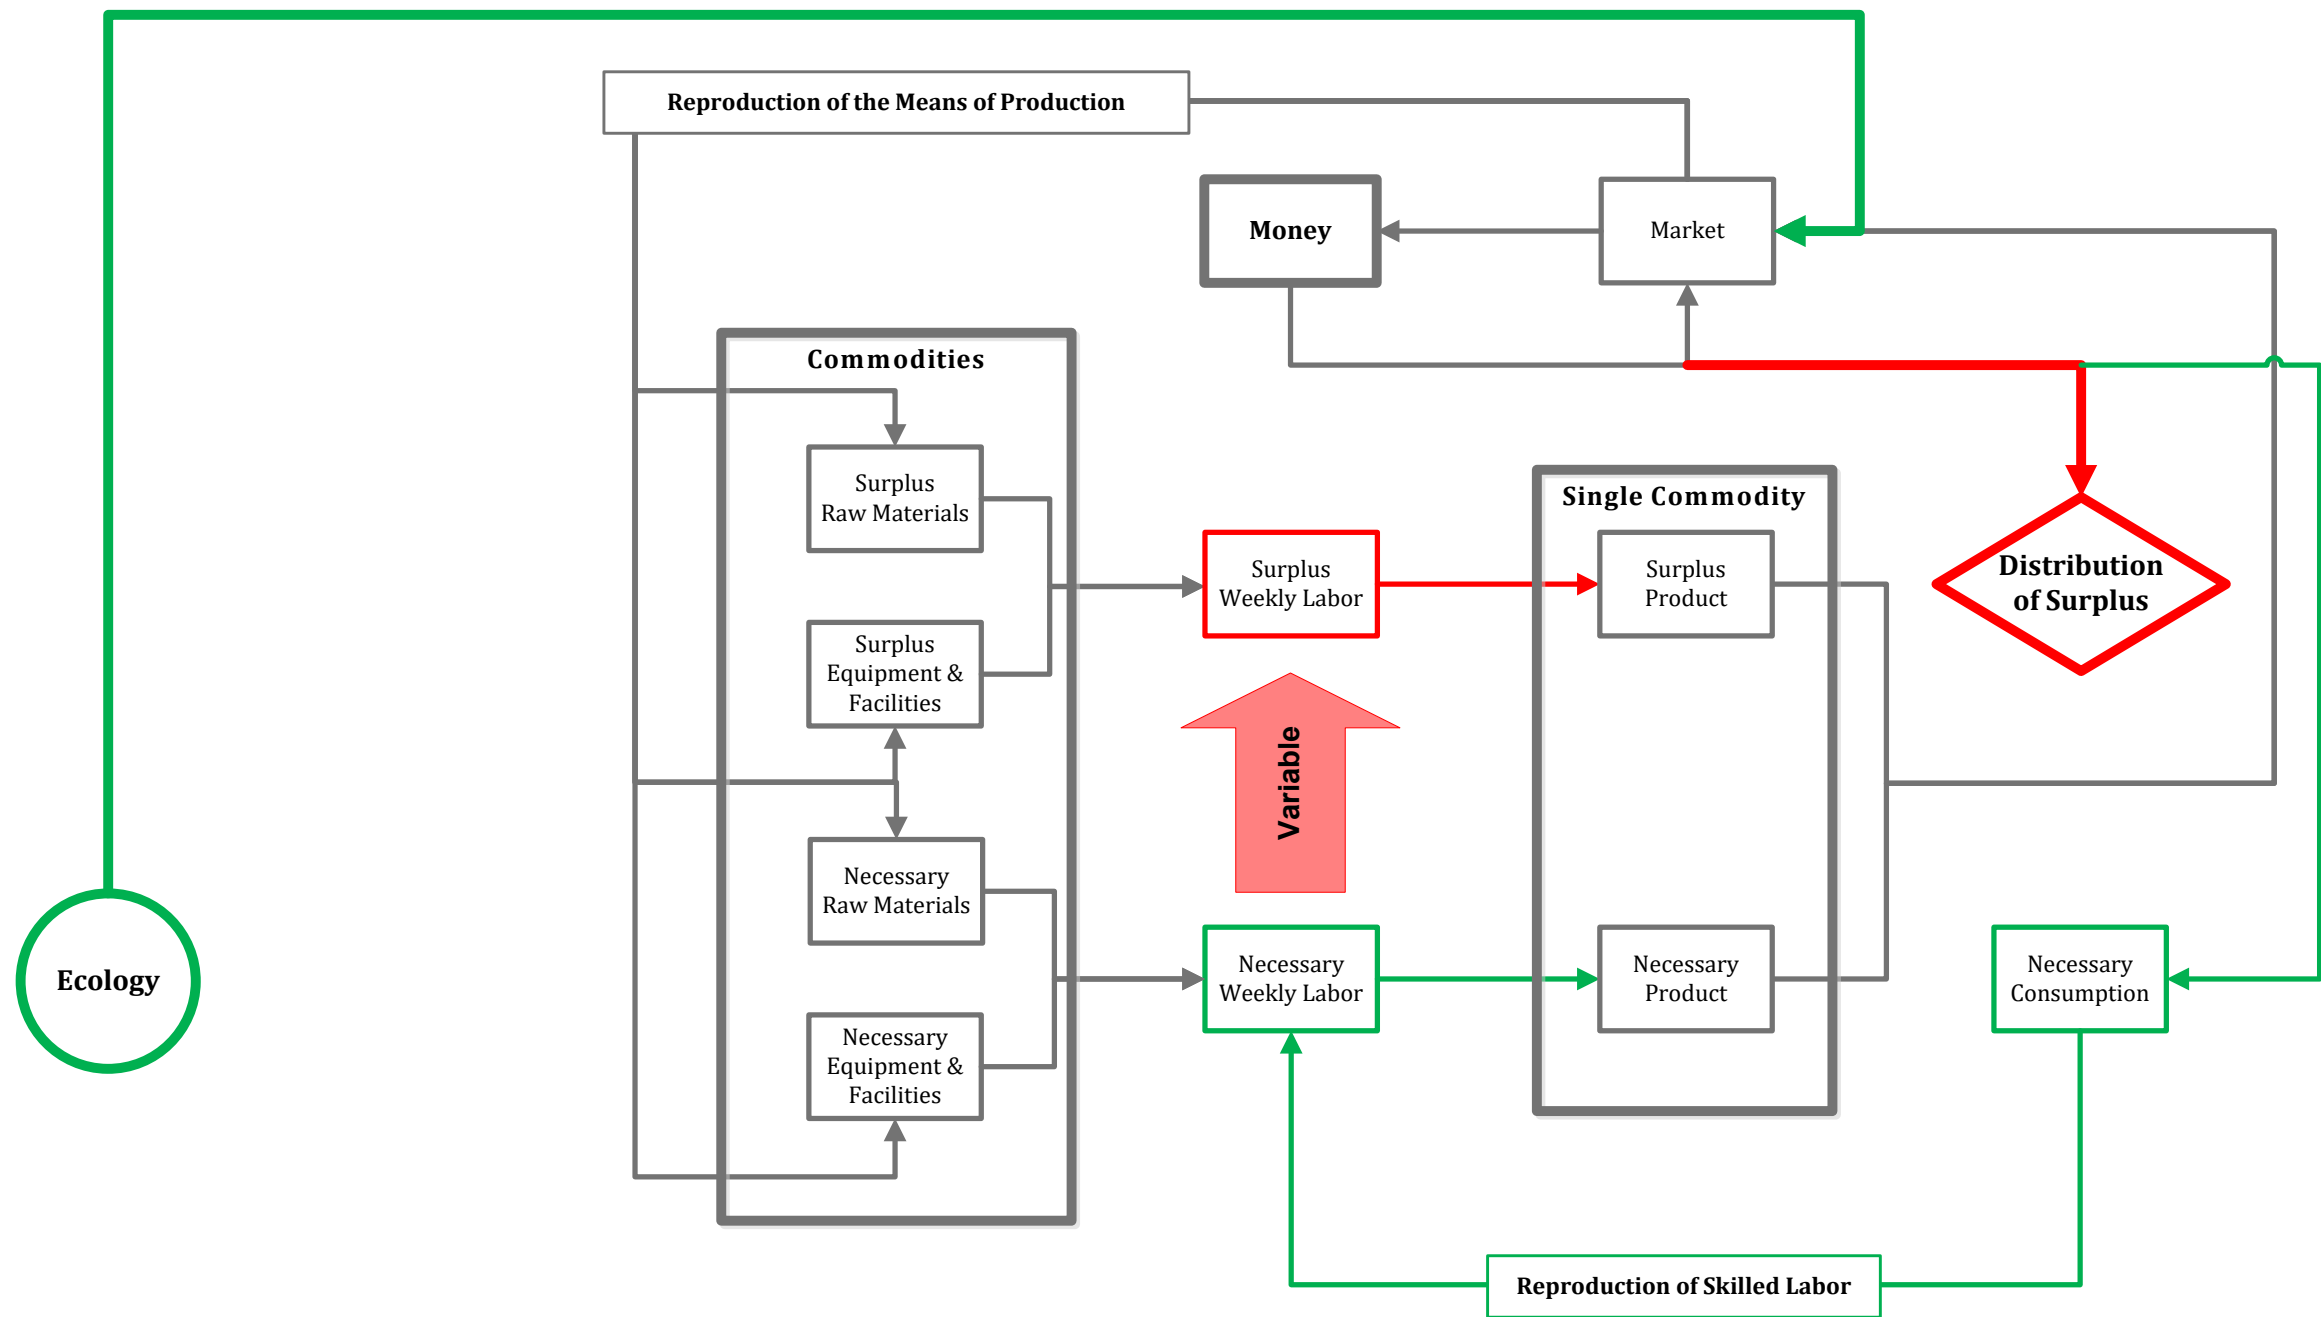 Reproduction of the Means of Production
Money
Market
Commodities
Surplus
Raw Materials
Single Commodity
Surplus
Weekly Labor
Surplus
Product
Distribution
of Surplus
Surplus
Equipment &
Facilities
Variable
Necessary
Raw Materials
Ecology
Necessary
Weekly Labor
Necessary
Product
Necessary
Consumption
Necessary
Equipment &
Facilities
Reproduction of Skilled Labor